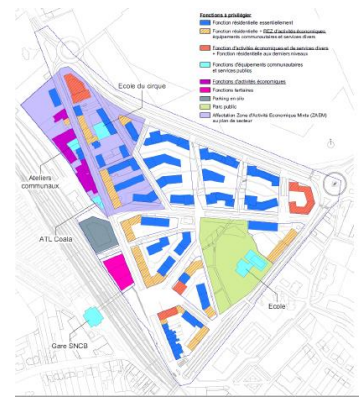 Fonctions à privilégier:
Fonction résidentielle essentiellement
Fonction résidentielle + REZ d'activités économiques
équipements communautaires et services divers
Fonction d'activités économiques et de services divers
+ Fonction résidentielle aux derniers niveaux
Fonction d'équipements communautaires
et services publics
Fonctions d'activités économiques
Fonctions tertiaires
Parking en silo
Parc public
Affectation Zone d'Activité Economique Mixte (ZAEM)
au plan de secteur
Ecole du cirque
Ateliers
communaux
ATL Coala
Ecole
Gare SNCB